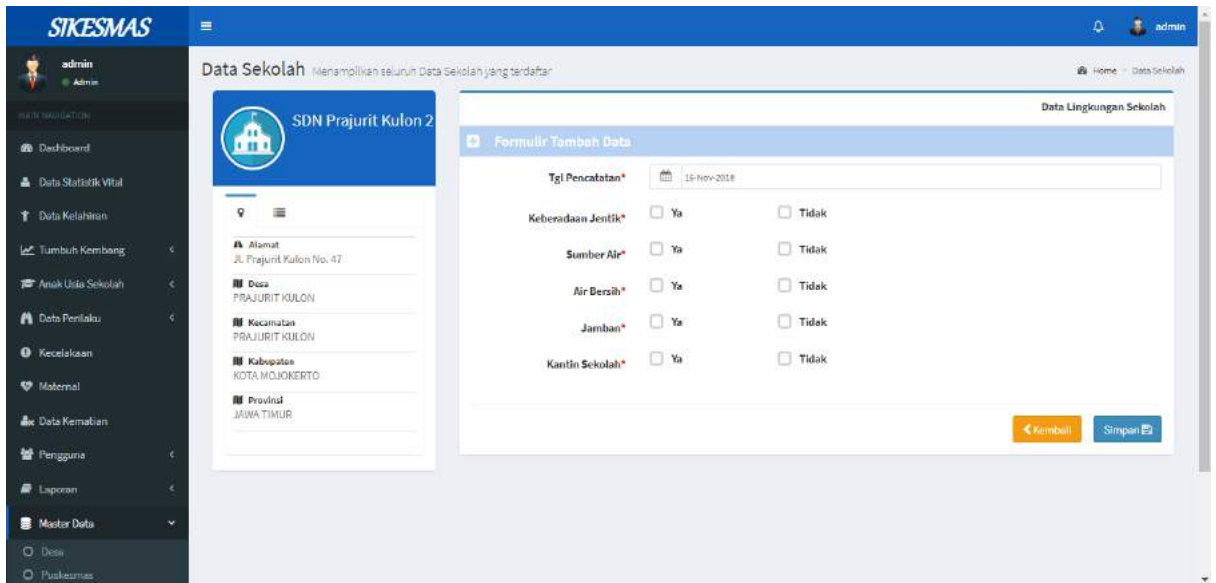 SIKESMAS
admin
admin
Admin
MAIN NAVIGATION
Dashboard
Data Statistik Vital
Data Kelahiran
Tumbuh Kembang
Anak Usia Sekolah
Data Perilaku
Kecelakaan
Maternal
Data Kematian
Pengguna
Laporan
Master Data
Desa
Puskesmas
Data Sekolah Menampilkan seluruh Data Sekolah yang terdaftar
Home
Data Sekolah
SDN Prajurit Kulon 2
Alamat
Jl. Prajurit Kulon No. 47
Desa
PRAJURIT KULON
Kecamatan
PRAJURIT KULON
Kabupaten
KOTA MOJOKERTO
Provinsi
JAWA TIMUR
Data Lingkungan Sekolah
Formulir Tambah Data
Tgl Pencatatan* 16-Nov-2018
Keberadaan Jentik* Ya Tidak
Sumber Air* Ya Tidak
Air Bersih* Ya Tidak
Jamban* Ya Tidak
Kantin Sekolah* Ya Tidak
Kembali Simpan